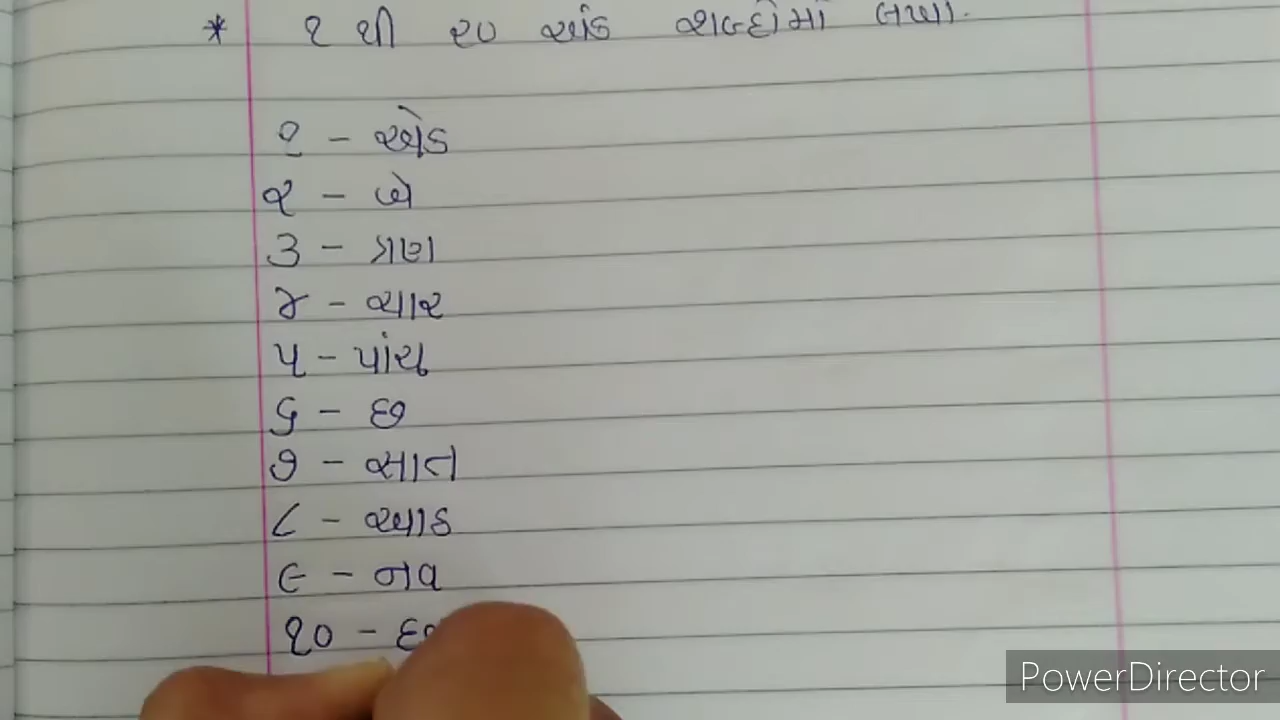 * ૧ થી ૨૦ અંક શબ્દોમાં લખો.
૧ - એક
૨ - બે
૩ - ત્રણ
૪ - ચાર
૫ - પાંચ
૬ - છ
૭ - સાત
૮ - આઠ
૯ - નવ
૧૦ -
PowerDirector